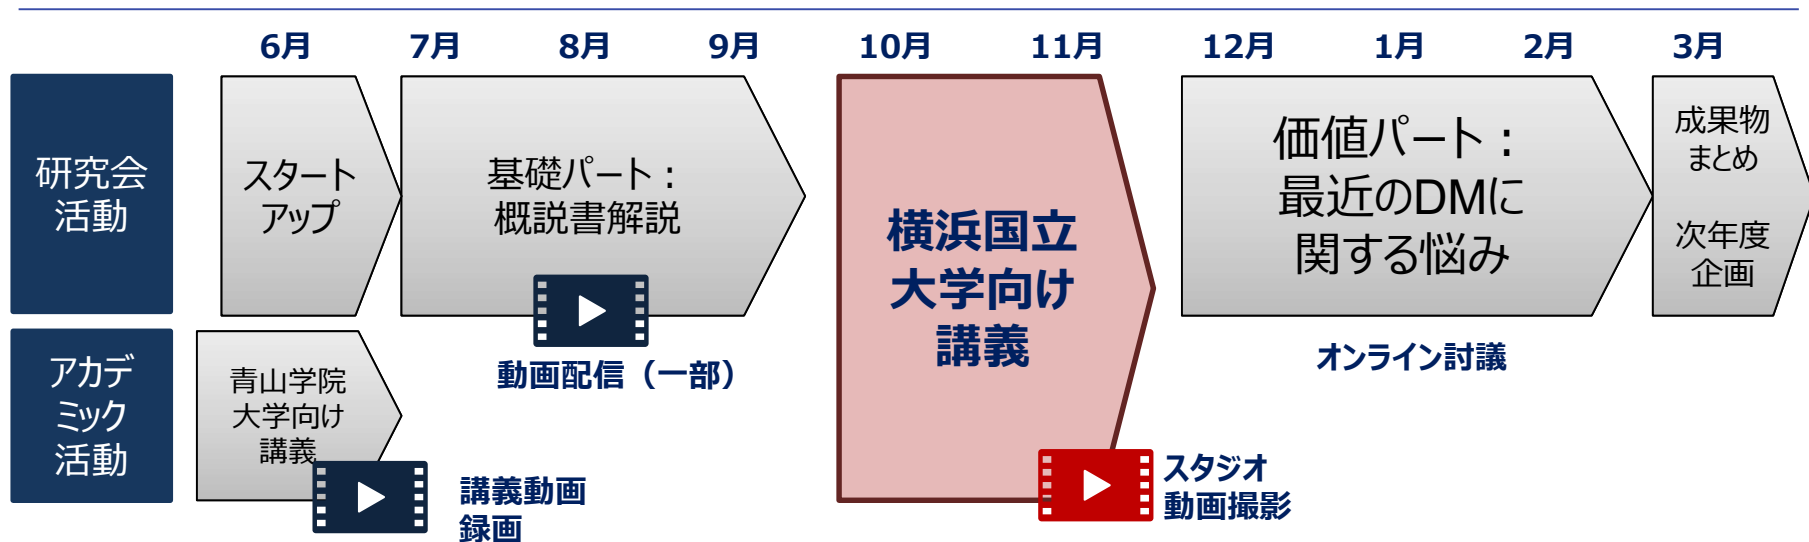 6月 7月 8月 9月 10月 11月 12月 1月 2月 3月
研究会
活動
スタート
アップ
基礎パート：
概説書解説
動画配信（一部）
横浜国立
大学向け
講義
価値パート：
最近のDMに
関する悩み
オンライン討議
成果物
まとめ
次年度
企画
アカデ
ミック
活動
青山学院
大学向け
講義
講義動画
録画
スタジオ
動画撮影